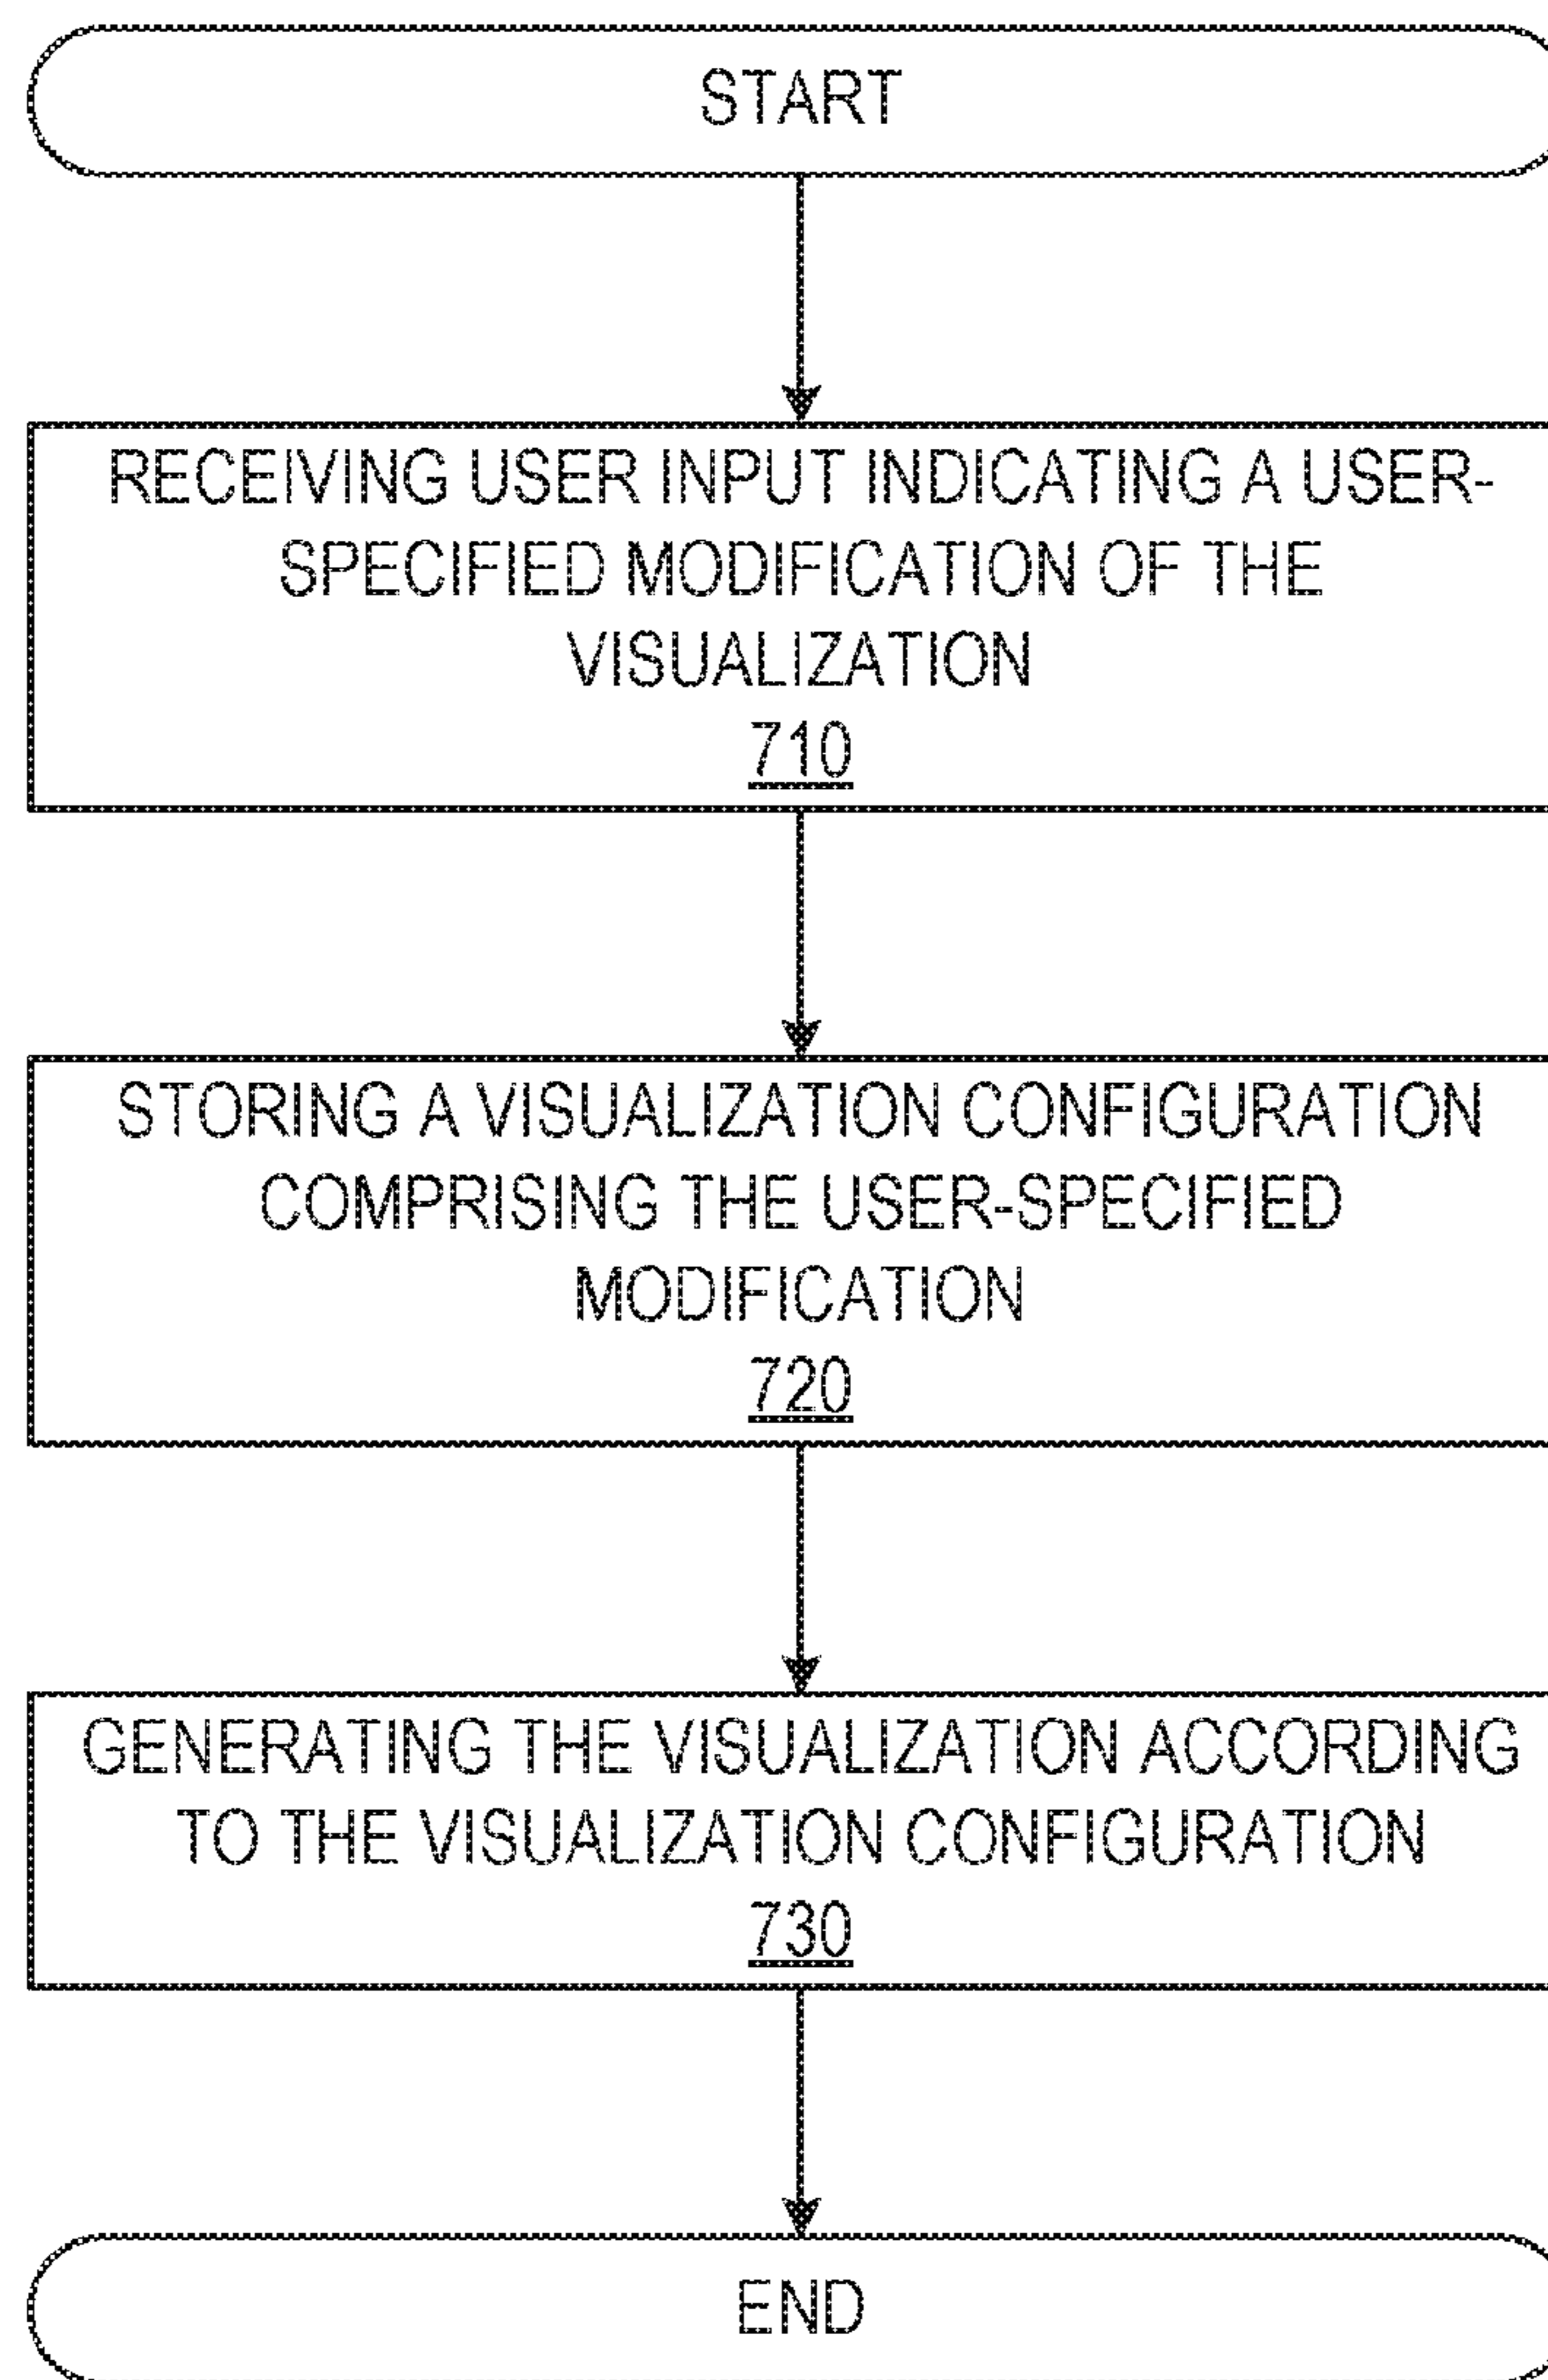 START
RECEIVING USER INPUT INDICATING A USER-
SPECIFIED MODIFICATION OF THE
VISUALIZATION
710
STORING A VISUALIZATION CONFIGURATION
COMPRISING THE USER-SPECIFIED
MODIFICATION
720
GENERATING THE VISUALIZATION ACCORDING
TO THE VISUALIZATION CONFIGURATION
730
END